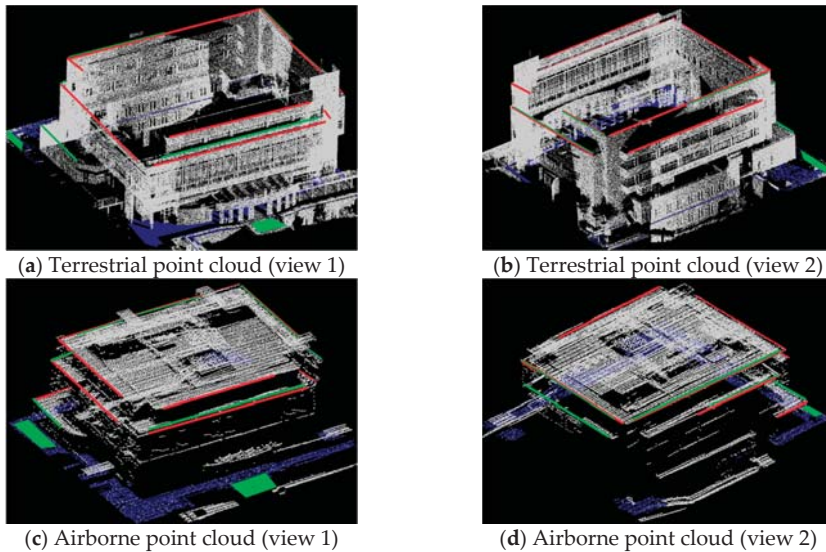 (a) Terrestrial point cloud (view 1)
(b) Terrestrial point cloud (view 2)
(c) Airborne point cloud (view 1)
(d) Airborne point cloud (view 2)